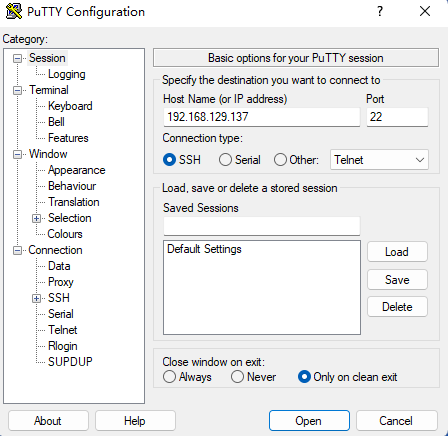 PuTTY Configuration
?
Category:
Session
Logging
Terminal
Keyboard
Bell
Features
Window
Appearance
Behaviour
Translation
Selection
Colours
Connection
Data
Proxy
SSH
Serial
Telnet
Rlogin
SUPDUP
Basic options for your PuTTY session
Specify the destination you want to connect to
Host Name (or IP address) Port
192.168.129.137 22
Connection type:
SSH Serial Other: Telnet
Load, save or delete a stored session
Saved Sessions
Default Settings
Load
Save
Delete
Close window on exit:
Always Never Only on clean exit
About Help Open Cancel